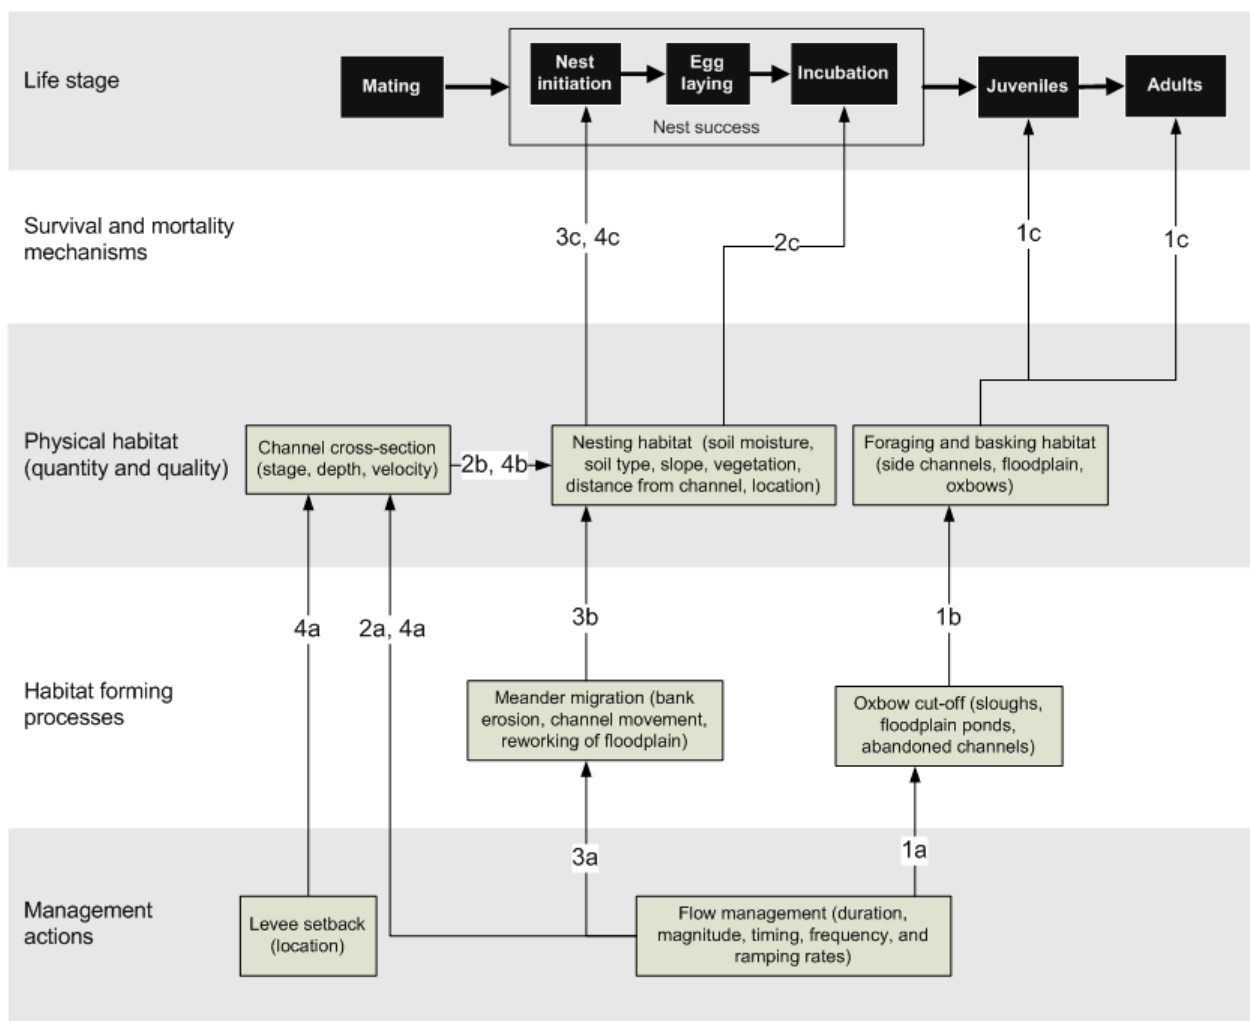 Life stage
Mating
Nest
initiation
Egg
laying
Incubation
Juveniles
Adults
Nest success
Survival and mortality
mechanisms
3c, 4c
2c
1c
1c
Physical habitat
(quantity and quality)
Channel cross-section
(stage, depth, velocity)
2b, 4b
Nesting habitat (soil moisture,
soil type, slope, vegetation,
distance from channel, location)
Foraging and basking habitat
(side channels, floodplain,
oxbows)
4a
2a, 4a
3b
1b
Habitat forming
processes
Meander migration (bank
erosion, channel movement,
reworking of floodplain)
Oxbow cut-off (sloughs,
floodplain ponds,
abandoned channels)
3a
1a
Management
actions
Levee setback
(location)
Flow management (duration,
magnitude, timing, frequency, and
ramping rates)